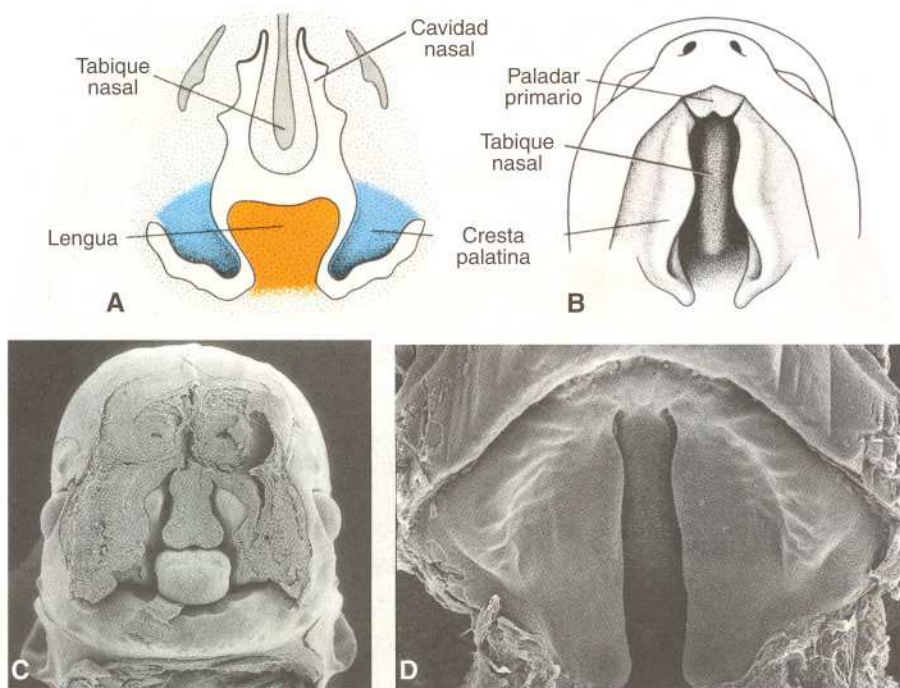 Tabique
nasal
Cavidad
nasal
Lengua
A
Paladar
primario
Tabique
nasal
Cresta
palatina
B
C
D